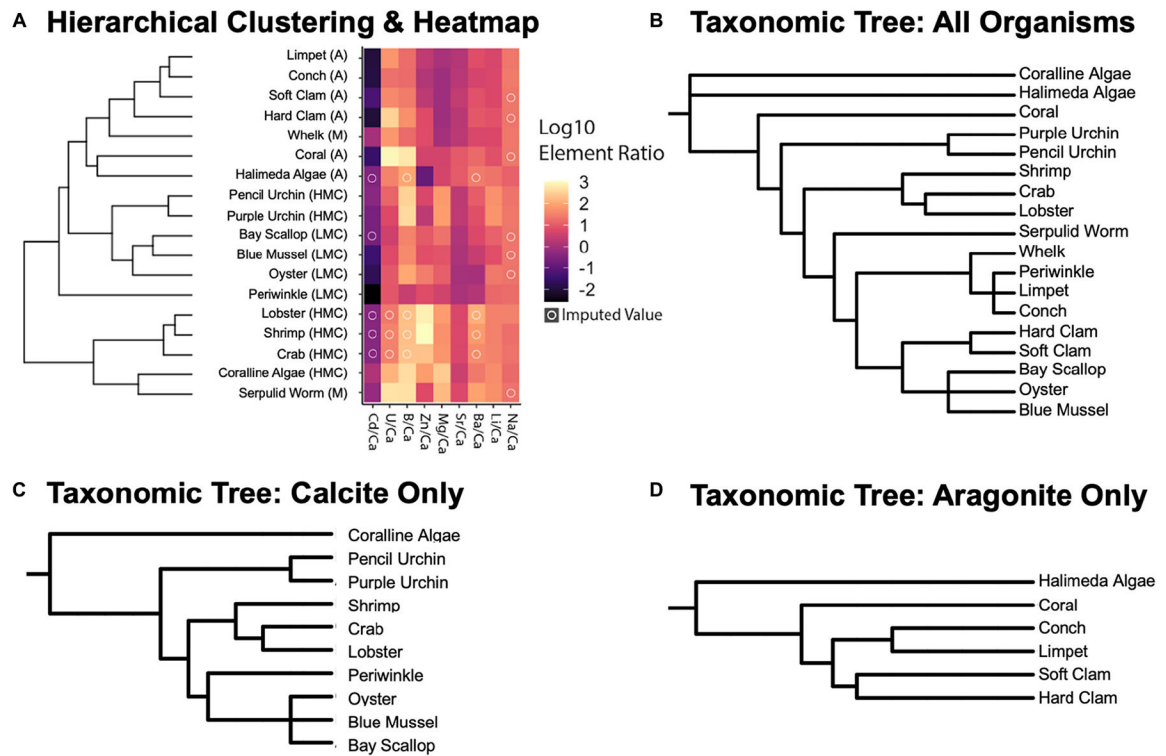 A Hierarchical Clustering & Heatmap
Limpet (A)
Conch (A)
Soft Clam (A)
Hard Clam (A)
Whelk (M)
Coral (A)
Halimeda Algae (A)
Pencil Urchin (HMC)
Purple Urchin (HMC)
Bay Scallop (LMC)
Blue Mussel (LMC)
Oyster (LMC)
Periwinkle (LMC)
Lobster (HMC)
Shrimp (HMC)
Crab (HMC)
Coralline Algae (HMC)
Serpulid Worm (M)
Cd/Ca
U/Ca
B/Ca
Zn/Ca
Mg/Ca
Sr/Ca
Ba/Ca
Li/Ca
Na/Ca
Log10
Element Ratio
3
2
1
0
-1
-2
Imputed Value
B Taxonomic Tree: All Organisms
Coralline Algae
Halimeda Algae
Coral
Purple Urchin
Pencil Urchin
Shrimp
Crab
Lobster
Serpulid Worm
Whelk
Periwinkle
Limpet
Conch
Hard Clam
Soft Clam
Bay Scallop
Oyster
Blue Mussel
C Taxonomic Tree: Calcite Only
Coralline Algae
Pencil Urchin
Purple Urchin
Shrimp
Crab
Lobster
Periwinkle
Oyster
Blue Mussel
Bay Scallop
D Taxonomic Tree: Aragonite Only
Halimeda Algae
Coral
Conch
Limpet
Soft Clam
Hard Clam